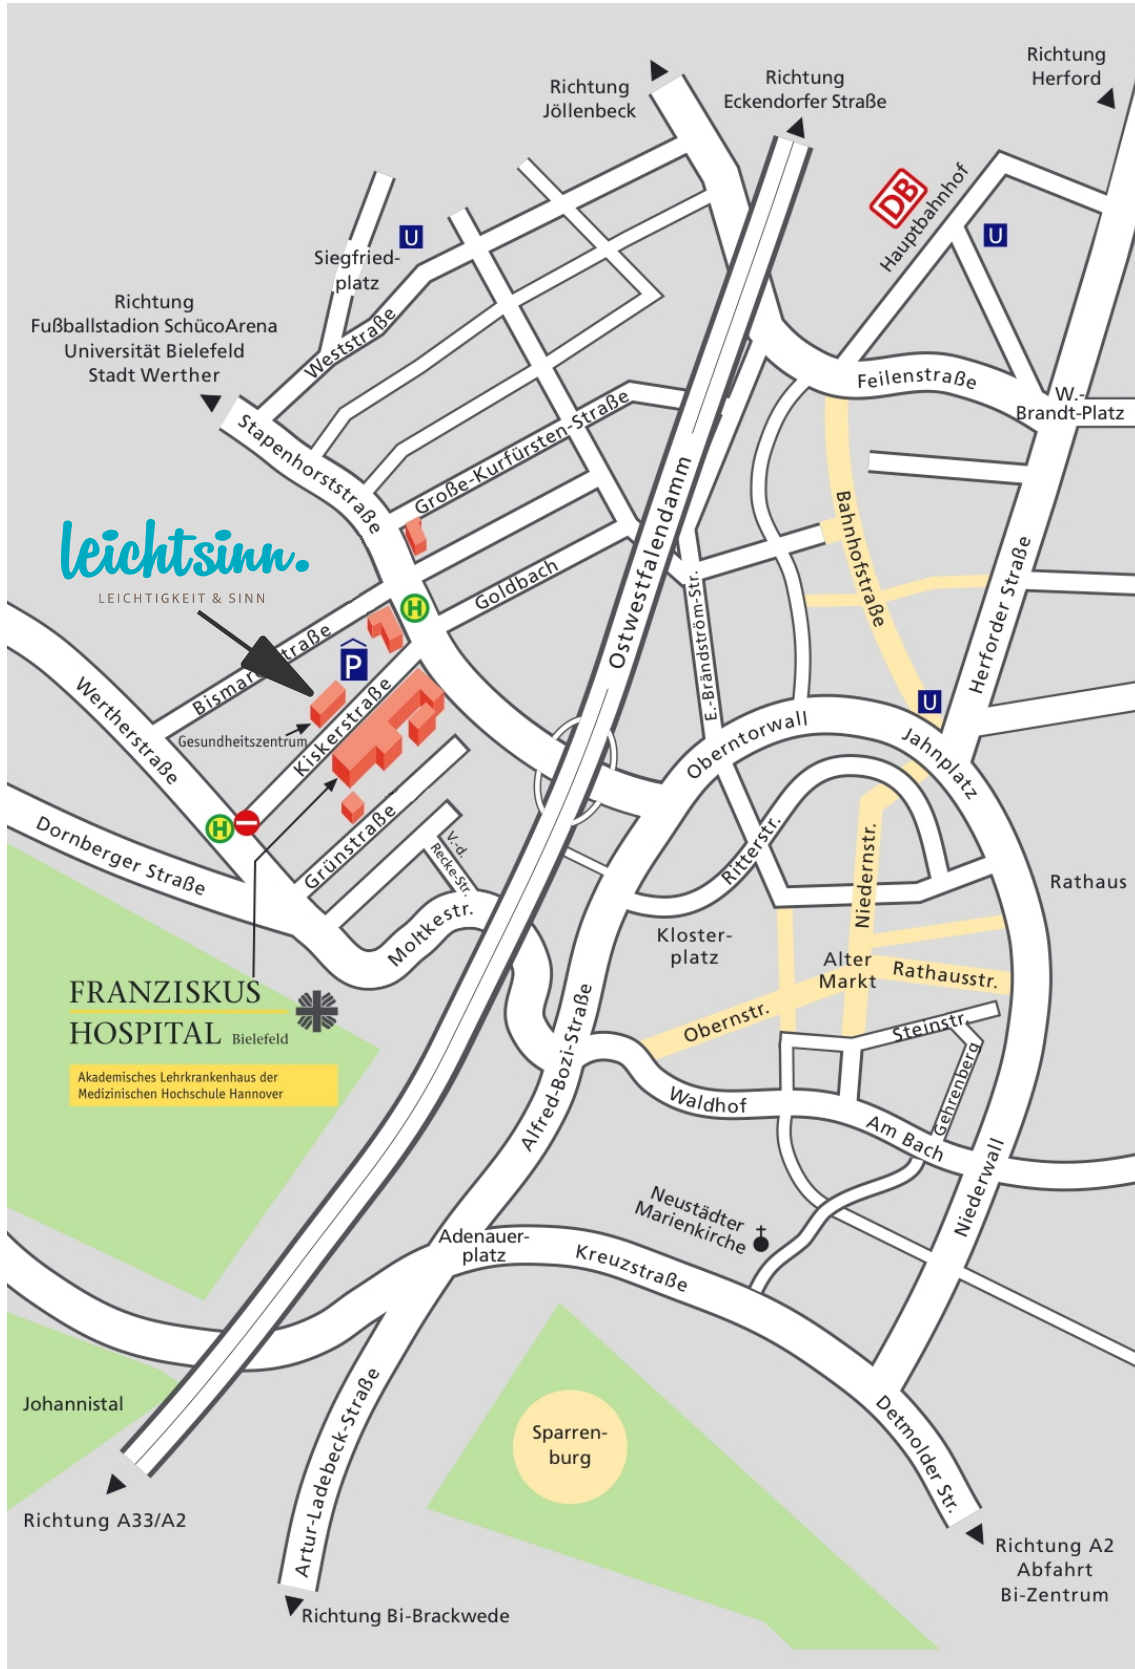 Richtung
Jöllenbeck
Richtung
Eckendorfer Straße
Richtung
Herford
DB
Hauptbahnhof
U
U
Siegfried-
platz
Richtung
Fußballstadion SchücoArena
Universität Bielefeld
Stadt Werther
Weststraße
Feilenstraße
W.-
Brandt-Platz
Stapenhorststraße
Große-Kurfürsten-Straße
Ostwestfalendamm
Bahnhofstraße
leichtsinn.
LEICHTIGKEIT & SINN
Goldbach
H
E.-Brändström-Str.
Herforder Straße
P
Wertherstraße
Gesundheitszentrum
Kiskerstraße
U
Oberntorwall
Jahnplatz
H
Grünstraße
Dornberger Straße
V.-d.
Recke-Str.
Ritterstr.
Niedernstr.
Rathaus
Moltkestr.
Kloster-
platz
Alter
Markt
Rathausstr.
Obernstr.
Steinstr.
FRANZISKUS
HOSPITAL Bielefeld
Akademisches Lehrkrankenhaus der
Medizinischen Hochschule Hannover
Alfred-Bozi-Straße
Waldhof
Am Bach
Gehrenberg
Niederwall
Neustädter
Marienkirche
Adenauer-
platz
Kreuzstraße
Johannistal
Sparren-
burg
Detmolder Str.
Artur-Ladebeck-Straße
Richtung A33/A2
Richtung A2
Abfahrt
Bi-Zentrum
Richtung Bi-Brackwede